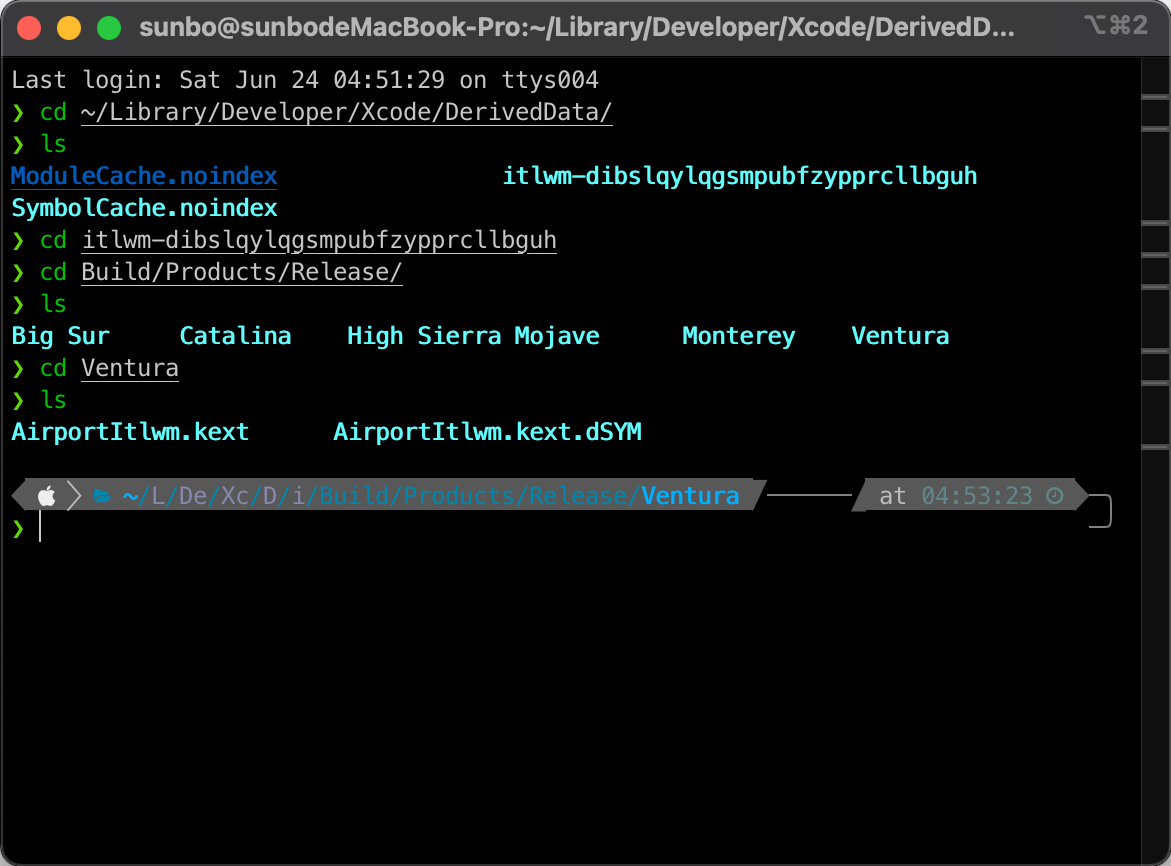 sunbo@sunbodeMacBook-Pro:~/Library/Developer/Xcode/DerivedD... ⌥⌘2
Last login: Sat Jun 24 04:51:29 on ttys004
❯ cd ~/Library/Developer/Xcode/DerivedData/
❯ ls
ModuleCache.noindex itlwm-dibslqylqgsmpubfzypprcllbguh
SymbolCache.noindex
❯ cd itlwm-dibslqylqgsmpubfzypprcllbguh
❯ cd Build/Products/Release/
❯ ls
Big Sur Catalina High Sierra Mojave Monterey Ventura
❯ cd Ventura
❯ ls
AirportItlwm.kext AirportItlwm.kext.dSYM
~/L/De/Xc/D/i/Build/Products/Release/Ventura at 04:53:23
❯